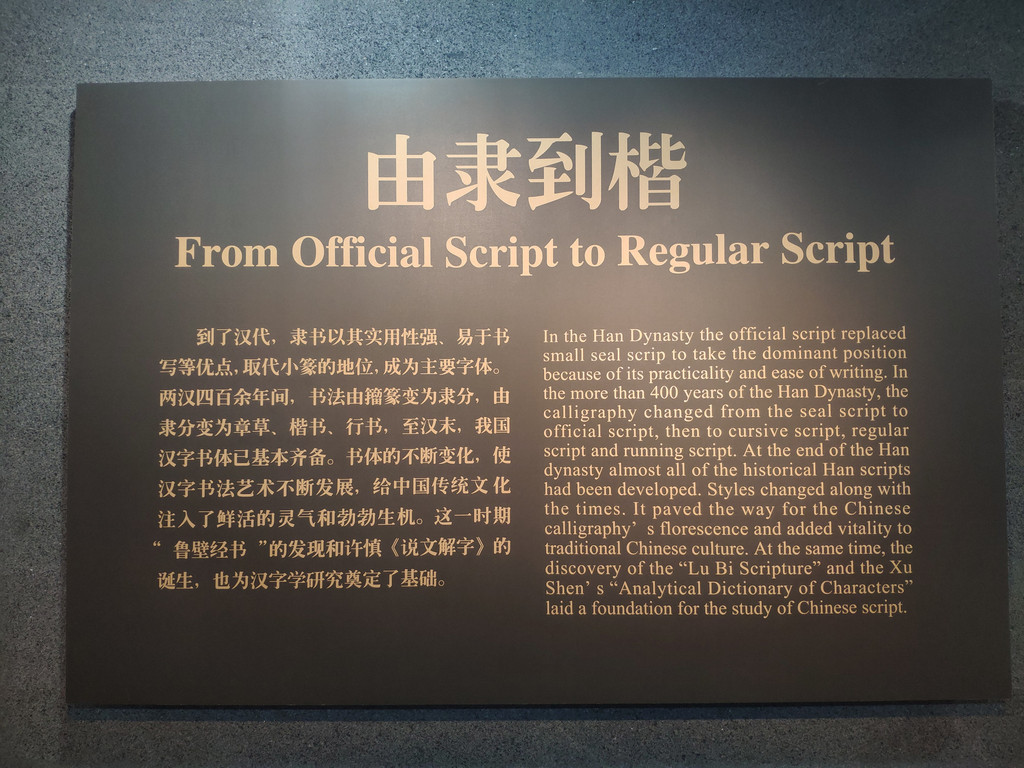 由隶到楷
From Official Script to Regular Script
到了汉代，隶书以其实用性强、易于书
写等优点，取代小篆的地位，成为主要字体。
两汉四百余年间，书法由籀篆变为隶分，由
隶分变为章草、楷书、行书，至汉末，我国
汉字书体已基本齐备。书体的不断变化，使
汉字书法艺术不断发展，给中国传统文化
注入了鲜活的灵气和勃勃生机。这一时期
“鲁壁经书”的发现和许慎《说文解字》的
诞生，也为汉字学研究奠定了基础。
In the Han Dynasty the official script replaced
small seal scrip to take the dominant position
because of its practicality and ease of writing. In
the more than 400 years of the Han Dynasty, the
calligraphy changed from the seal script to
official script, then to cursive script, regular
script and running script. At the end of the Han
dynasty almost all of the historical Han scripts
had been developed. Styles changed along with
the times. It paved the way for the Chinese
calligraphy’s florescence and added vitality to
traditional Chinese culture. At the same time, the
discovery of the “Lu Bi Scripture” and the Xu
Shen’s “Analytical Dictionary of Characters”
laid a foundation for the study of Chinese script.